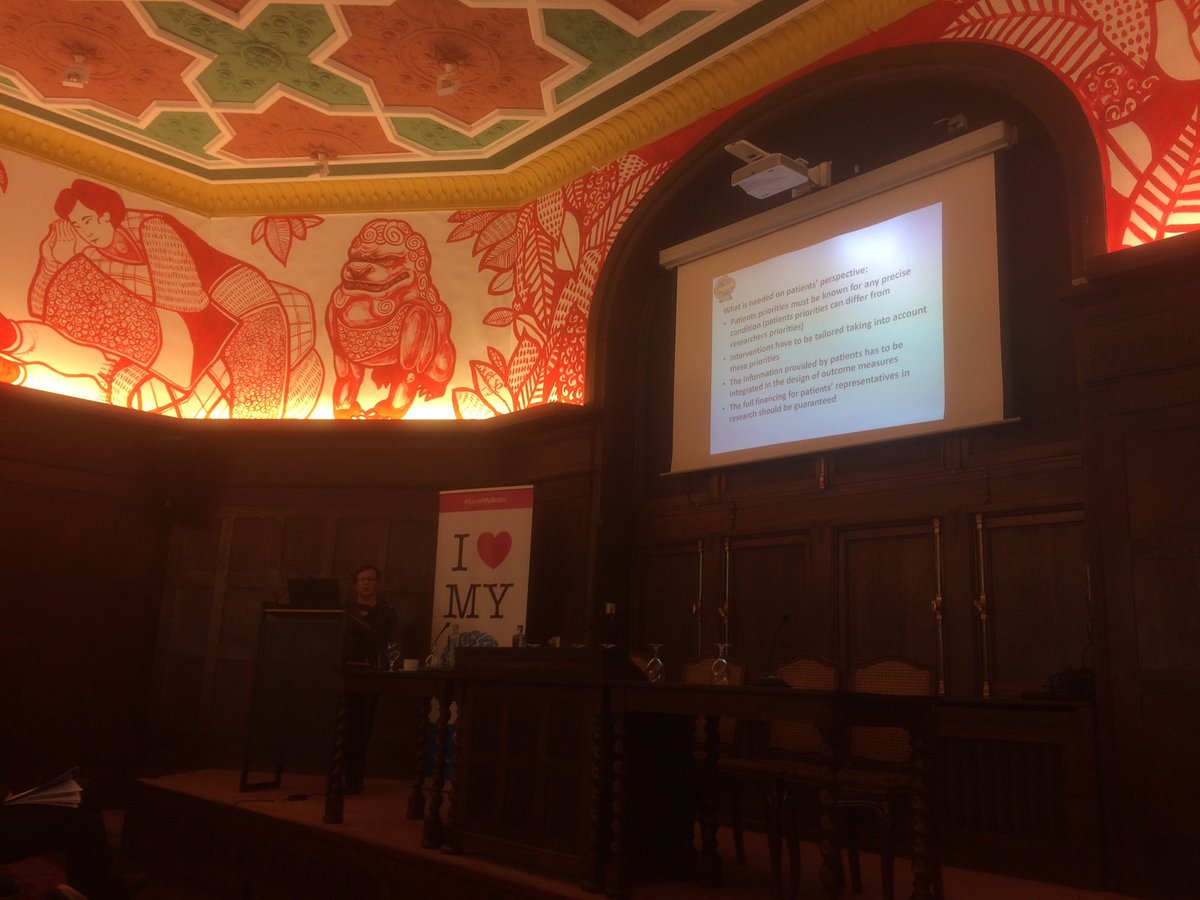 What is needed on patients' perspective:
• Patients priorities must be known for any precise
condition (patients priorities can differ from
researchers priorities)
• Interventions have to be tailored taking into account
these priorities
• The information provided by patients has to be
integrated in the design of outcome measures
• The full financing for patients' representatives in
research should be guaranteed
#ILoveMyBrain
I
MY